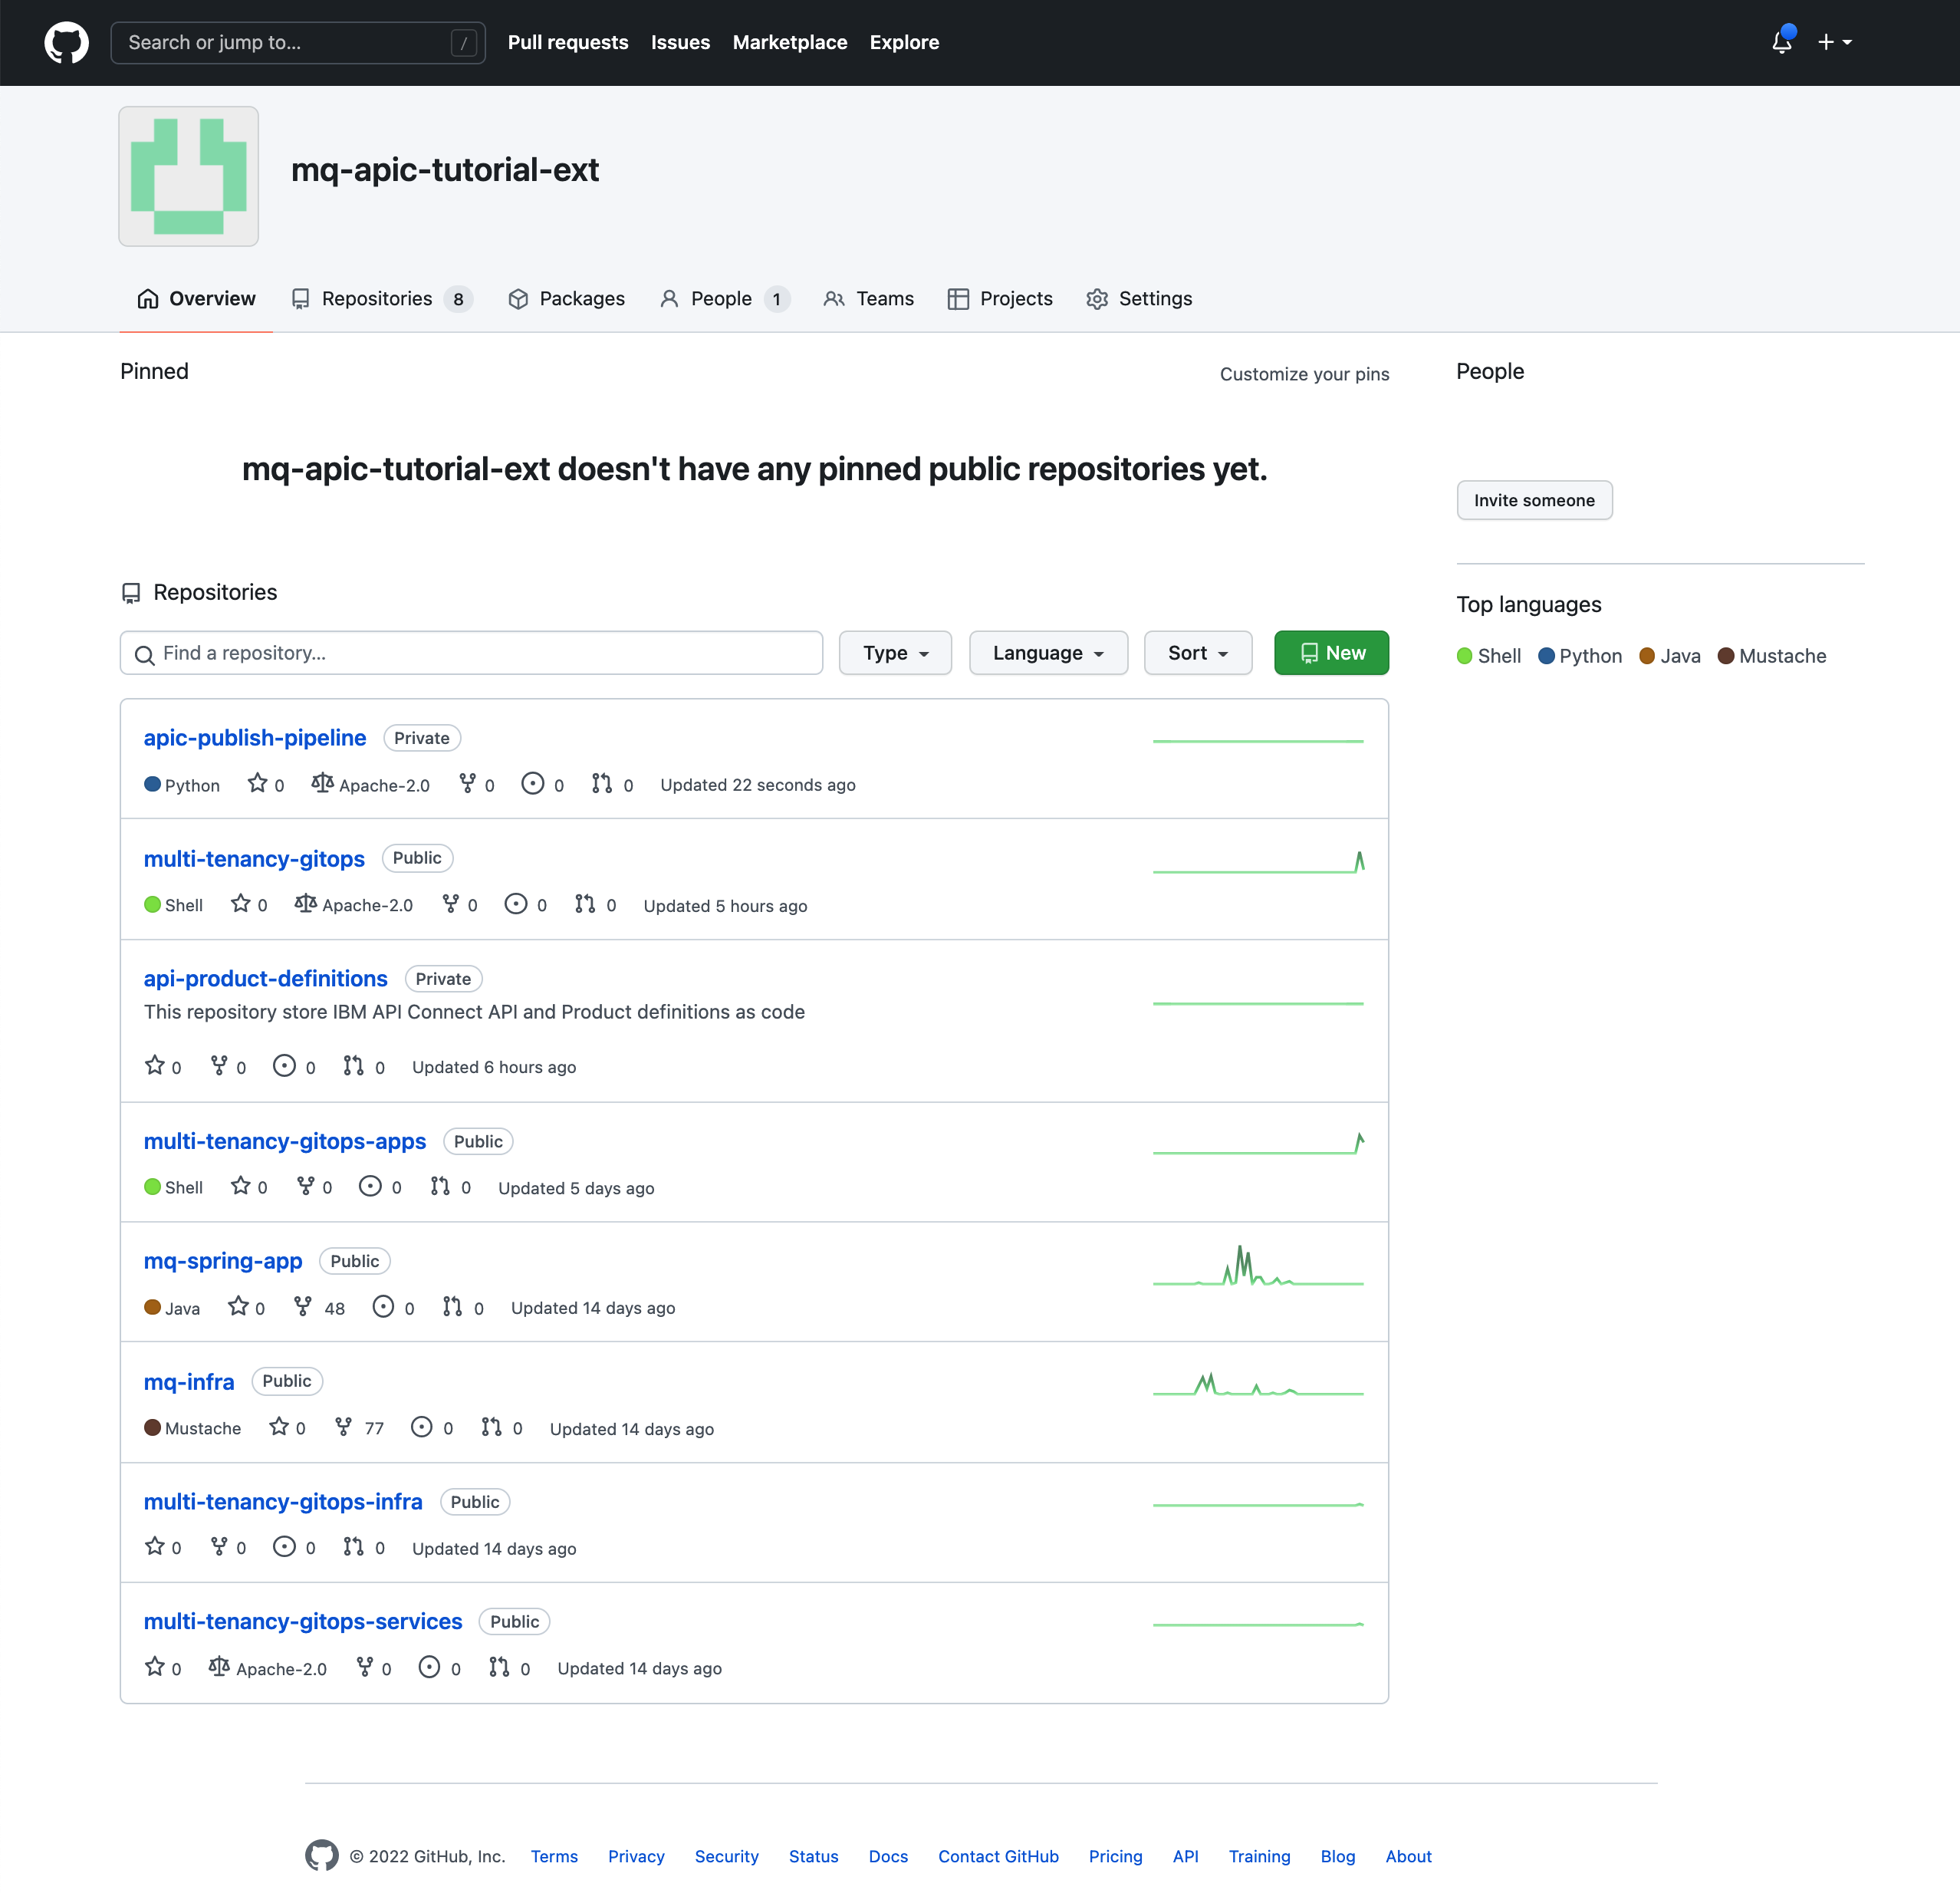 Search or jump to... / Pull requests Issues Marketplace Explore
mq-apic-tutorial-ext
Overview Repositories 8 Packages People 1 Teams Projects Settings
Pinned Customize your pins
mq-apic-tutorial-ext doesn't have any pinned public repositories yet.
Repositories
Find a repository... Type Language Sort New
apic-publish-pipeline Private
Python 0 Apache-2.0 0 0 0 Updated 22 seconds ago
multi-tenancy-gitops Public
Shell 0 Apache-2.0 0 0 0 Updated 5 hours ago
api-product-definitions Private
This repository store IBM API Connect API and Product definitions as code
0 0 0 0 Updated 6 hours ago
multi-tenancy-gitops-apps Public
Shell 0 0 0 0 Updated 5 days ago
mq-spring-app Public
Java 0 48 0 0 Updated 14 days ago
mq-infra Public
Mustache 0 77 0 0 Updated 14 days ago
multi-tenancy-gitops-infra Public
0 0 0 0 Updated 14 days ago
multi-tenancy-gitops-services Public
0 Apache-2.0 0 0 0 Updated 14 days ago
People
Invite someone
Top languages
Shell Python Java Mustache
© 2022 GitHub, Inc. Terms Privacy Security Status Docs Contact GitHub Pricing API Training Blog About